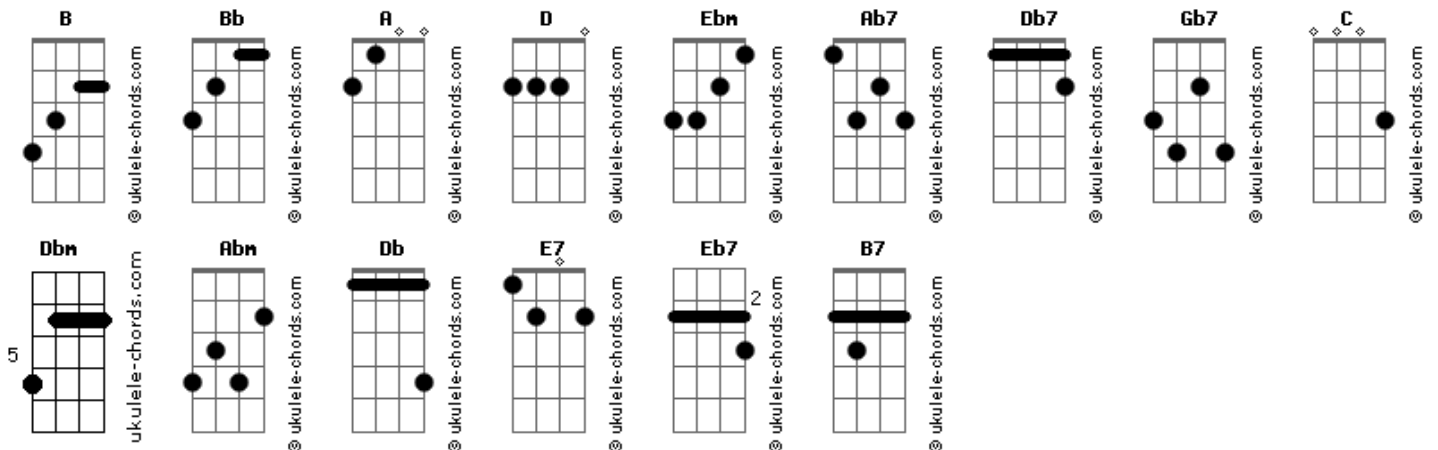 B Bb A D Ebm Ab7 Db7 Gb7 C
© ukulele-chords.com © ukulele-chords.com © ukulele-chords.com © ukulele-chords.com © ukulele-chords.com © ukulele-chords.com © ukulele-chords.com © ukulele-chords.com © ukulele-chords.com
Dbm Abm Db E7 Eb7 B7
5 ukulele-chords.com © ukulele-chords.com © ukulele-chords.com © ukulele-chords.com 2 © ukulele-chords.com © ukulele-chords.com